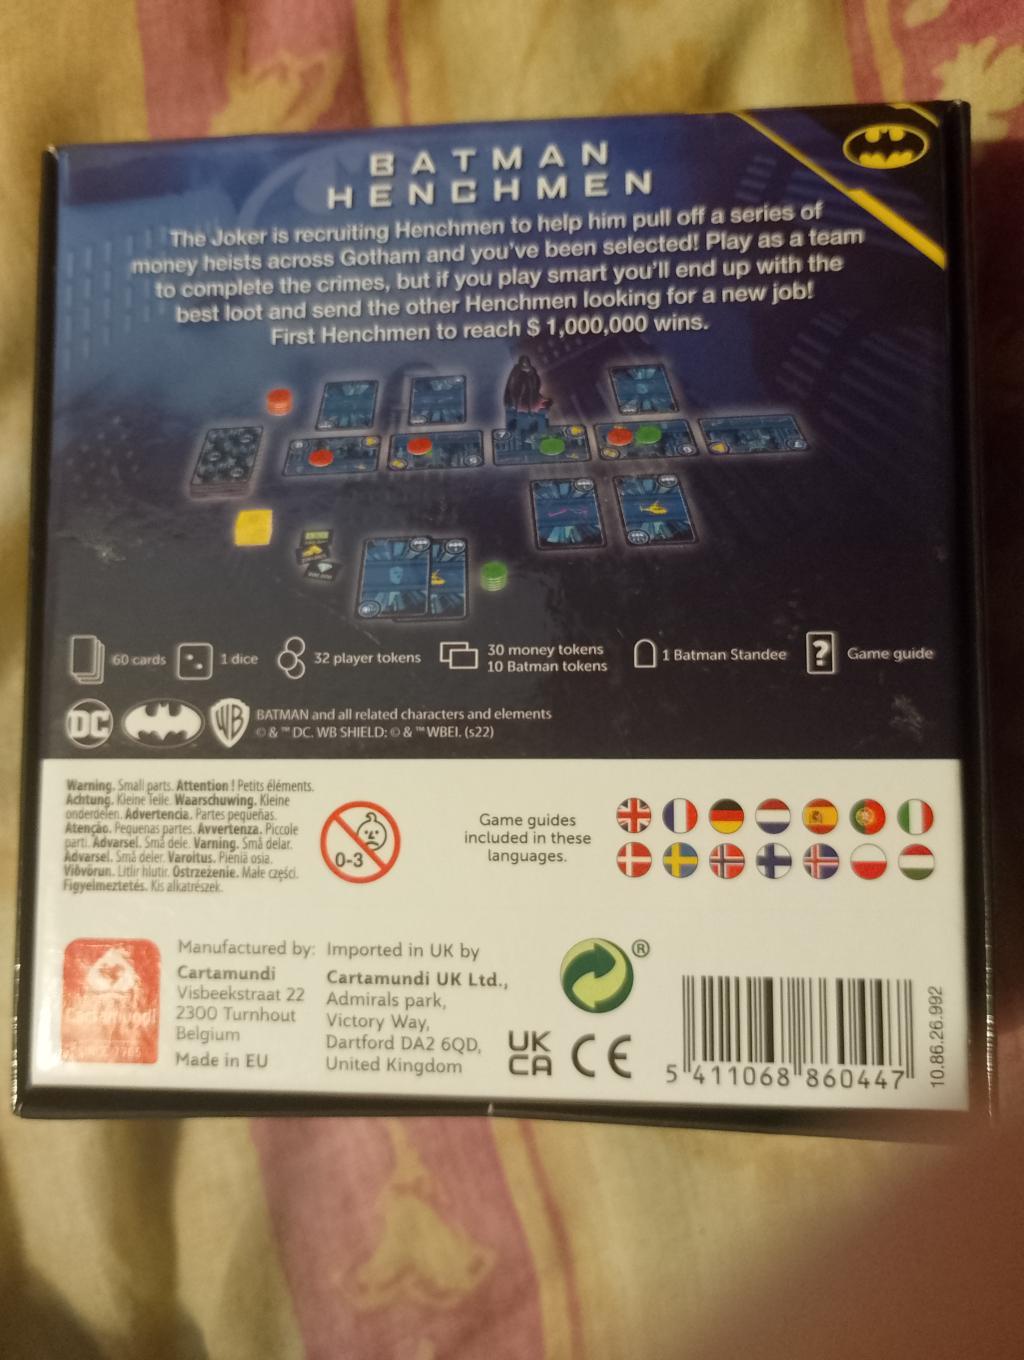 BATMAN
HENCHMEN
The Joker is recruiting Henchmen to help him pull off a series of
money heists across Gotham and you've been selected! Play as a team
to complete the crimes, but if you play smart you'll end up with the
best loot and send the other Henchmen looking for a new job!
First Henchmen to reach $ 1,000,000 wins.
60 cards
1 dice
32 player tokens
30 money tokens
10 Batman tokens
1 Batman Standee
?
Game guide
DC
WB
BATMAN and all related characters and elements
© & ™ DC. WB SHIELD: © & ™ WBEI. (s22)
Warning. Small parts. Attention ! Petits éléments.
Achtung. Kleine Teile. Waarschuwing. Kleine
onderdelen. Advertencia. Partes pequeñas.
Atenção. Pequenas partes. Avvertenza. Piccole
parti. Advarsel. Små dele. Varning. Små delar.
Advarsel. Små deler. Varoitus. Pieniä osia.
Viðvörun. Litlir hlutir. Ostrzeżenie. Małe części.
Figyelmeztetés. Kis alkatrészek.
0-3
Game guides
included in these
languages.
Cartamundi
SINCE 1765
Manufactured by:
Cartamundi
Visbeekstraat 22
2300 Turnhout
Belgium
Made in EU
Imported in UK by
Cartamundi UK Ltd.,
Admirals park,
Victory Way,
Dartford DA2 6QD,
United Kingdom
®
UK
CA
CE
5 411068 860447
10.86.26.992